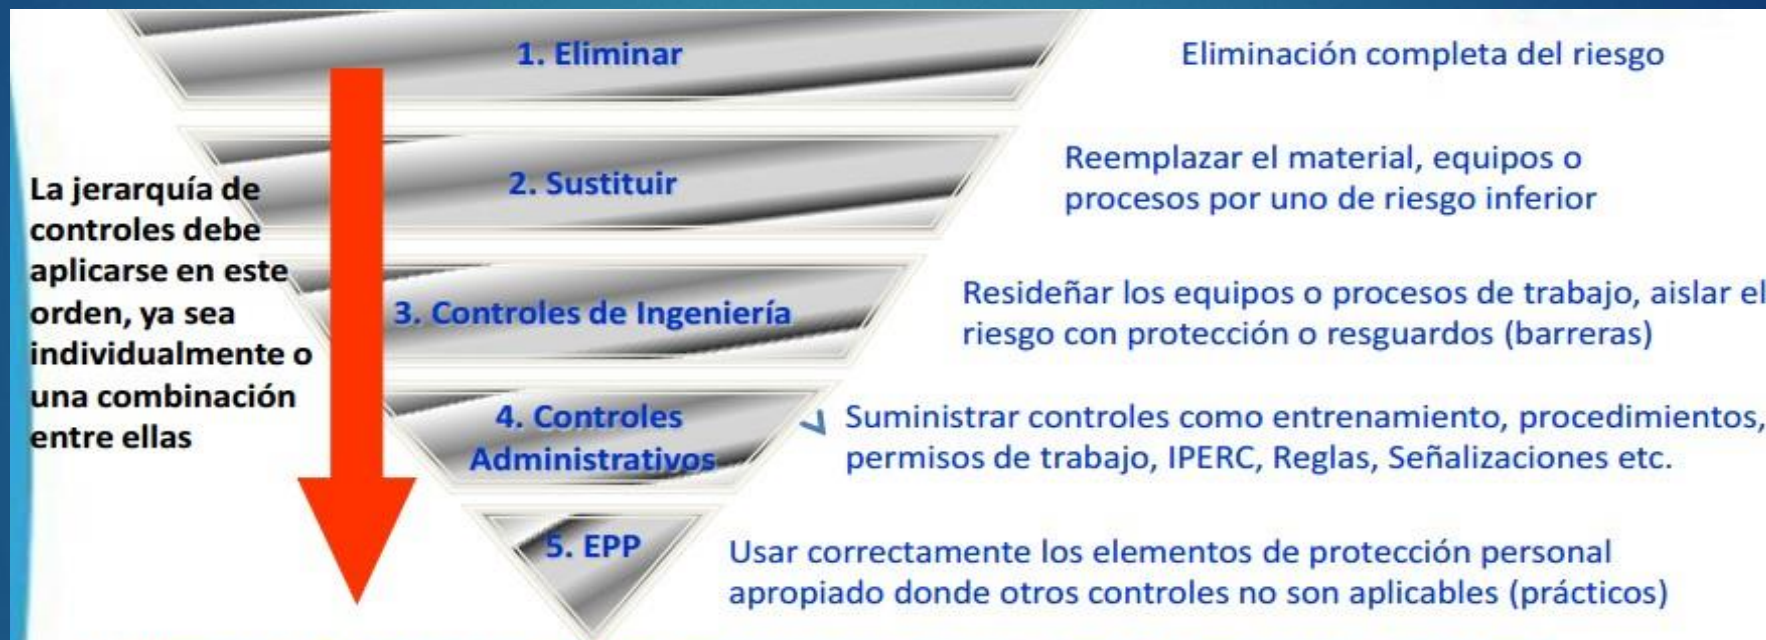 1. Eliminar
Eliminación completa del riesgo
2. Sustituir
Reemplazar el material, equipos o
procesos por uno de riesgo inferior
La jerarquía de
controles debe
aplicarse en este
orden, ya sea
individualmente o
una combinación
entre ellas
3. Controles de Ingeniería
Resideñar los equipos o procesos de trabajo, aislar el
riesgo con protección o resguardos (barreras)
4. Controles
Administrativos
Suministrar controles como entrenamiento, procedimientos,
permisos de trabajo, IPERC, Reglas, Señalizaciones etc.
5. EPP
Usar correctamente los elementos de protección personal
apropiado donde otros controles no son aplicables (prácticos)